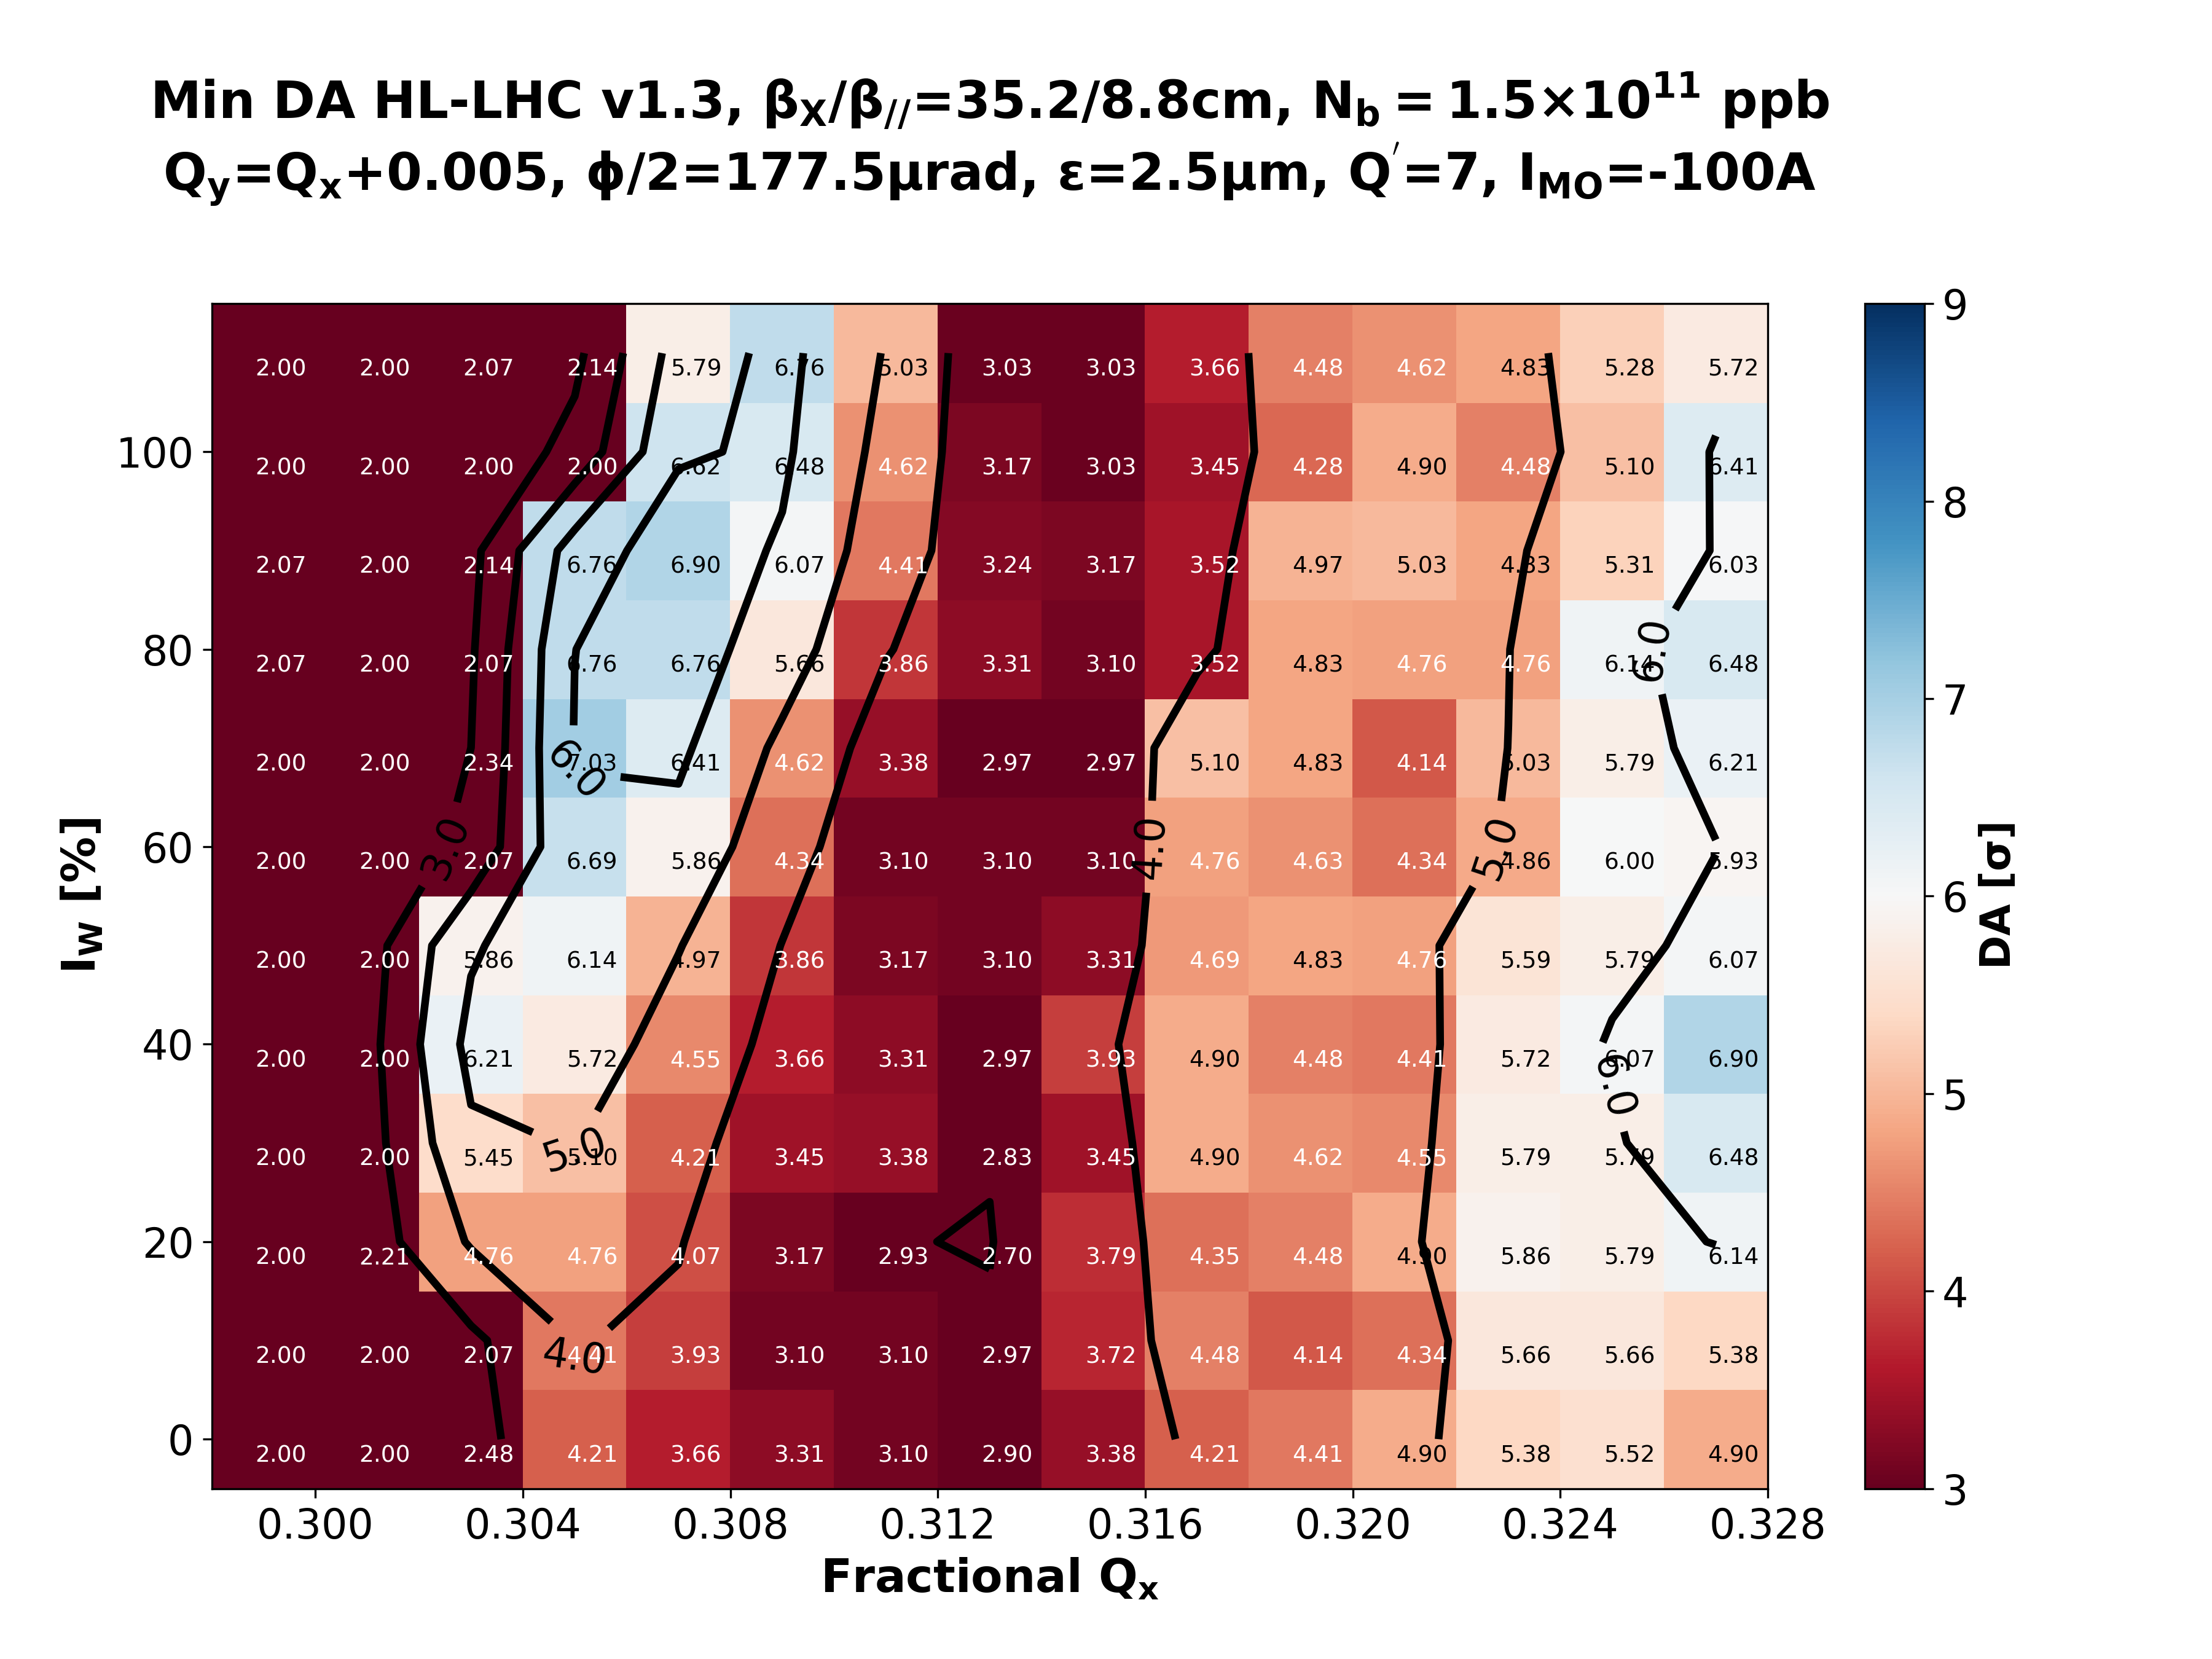 Min DA HL-LHC v1.3, βX/β//=35.2/8.8cm, Nb = 1.5×10¹¹ ppb
Qy=Qx+0.005, ϕ/2=177.5μrad, ε=2.5μm, Q′=7, IMO=-100A
2.00 2.00 2.07 2.14 5.79 6.76 5.03 3.03 3.03 3.66 4.48 4.62 4.83 5.28 5.72
100 2.00 2.00 2.00 2.00 6.62 6.48 4.62 3.17 3.03 3.45 4.28 4.90 4.48 5.10 6.41
2.07 2.00 2.14 6.76 6.90 6.07 4.41 3.24 3.17 3.52 4.97 5.03 4.83 5.31 6.03
80 2.07 2.00 2.07 6.76 6.76 5.66 3.86 3.31 3.10 3.52 4.83 4.76 4.76 6.14 6.48
6.0
2.00 2.00 2.34 7.03 6.41 4.62 3.38 2.97 2.97 5.10 4.83 4.14 5.03 5.79 6.21
6.0
60 2.00 2.00 2.07 6.69 5.86 4.34 3.10 3.10 3.10 4.76 4.63 4.34 4.86 6.00 5.93
3.0 4.0 5.0
2.00 2.00 5.86 6.14 4.97 3.86 3.17 3.10 3.31 4.69 4.83 4.76 5.59 5.79 6.07
40 2.00 2.00 6.21 5.72 4.55 3.66 3.31 2.97 3.93 4.90 4.48 4.41 5.72 6.07 6.90
6.0
2.00 2.00 5.45 5.10 4.21 3.45 3.38 2.83 3.45 4.90 4.62 4.55 5.79 5.79 6.48
5.0
20 2.00 2.21 4.76 4.76 4.07 3.17 2.93 2.70 3.79 4.35 4.48 4.90 5.86 5.79 6.14
2.00 2.00 2.07 4.41 3.93 3.10 3.10 2.97 3.72 4.48 4.14 4.34 5.66 5.66 5.38
4.0
0 2.00 2.00 2.48 4.21 3.66 3.31 3.10 2.90 3.38 4.21 4.41 4.90 5.38 5.52 4.90
0.300 0.304 0.308 0.312 0.316 0.320 0.324 0.328
Fractional Qx
IW [%]
9
8
7
6
5
4
3
DA [σ]